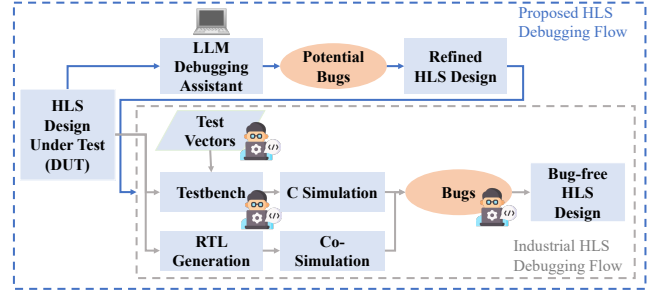 Proposed HLS
Debugging Flow
LLM
Debugging
Assistant
Potential
Bugs
Refined
HLS Design
HLS
Design
Under Test
(DUT)
Test
Vectors
Testbench
C Simulation
Bugs
Bug-free
HLS
Design
RTL
Generation
Co-
Simulation
Industrial HLS
Debugging Flow